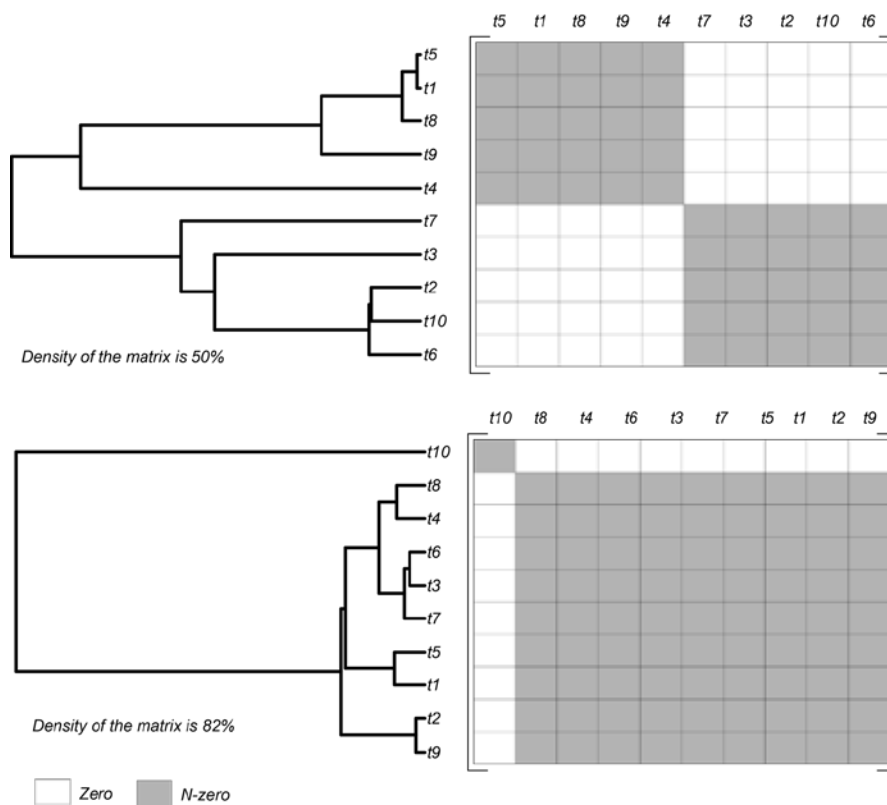 t5 t1 t8 t9 t4 t7 t3 t2 t10 t6
t5
t1
t8
t9
t4
t7
t3
t2
t10
t6
Density of the matrix is 50%
t10 t8 t4 t6 t3 t7 t5 t1 t2 t9
t10
t8
t4
t6
t3
t7
t5
t1
t2
t9
Density of the matrix is 82%
Zero N-zero